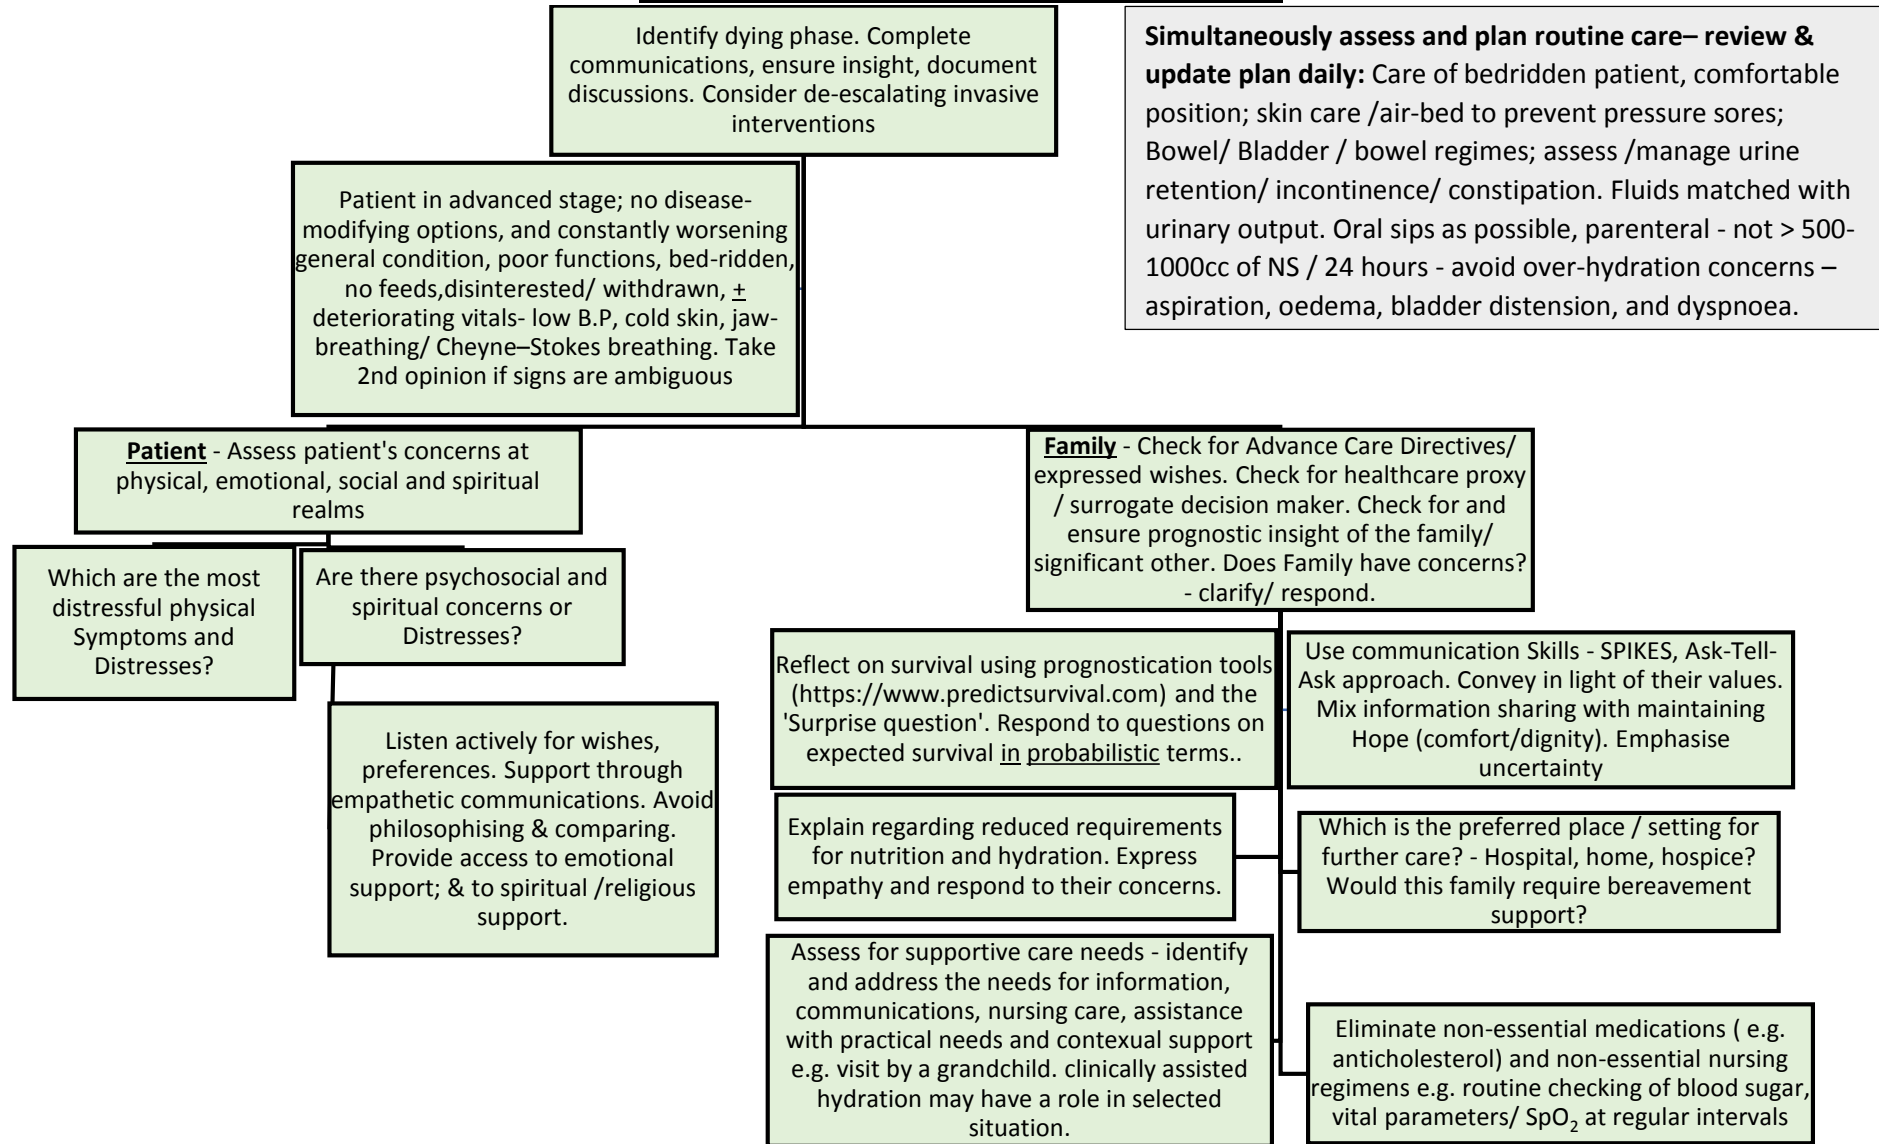 Identify dying phase. Complete
communications, ensure insight, document
discussions. Consider de-escalating invasive
interventions
Simultaneously assess and plan routine care– review &
update plan daily: Care of bedridden patient, comfortable
position; skin care /air-bed to prevent pressure sores;
Bowel/ Bladder / bowel regimes; assess /manage urine
retention/ incontinence/ constipation. Fluids matched with
urinary output. Oral sips as possible, parenteral - not > 500-
1000cc of NS / 24 hours - avoid over-hydration concerns –
aspiration, oedema, bladder distension, and dyspnoea.
Patient in advanced stage; no disease-
modifying options, and constantly worsening
general condition, poor functions, bed-ridden,
no feeds,disinterested/ withdrawn, +
deteriorating vitals- low B.P, cold skin, jaw-
breathing/ Cheyne–Stokes breathing. Take
2nd opinion if signs are ambiguous
Patient - Assess patient's concerns at
physical, emotional, social and spiritual
realms
Family - Check for Advance Care Directives/
expressed wishes. Check for healthcare proxy
/ surrogate decision maker. Check for and
ensure prognostic insight of the family/
significant other. Does Family have concerns?
- clarify/ respond.
Which are the most
distressful physical
Symptoms and
Distresses?
Are there psychosocial and
spiritual concerns or
Distresses?
Listen actively for wishes,
preferences. Support through
empathetic communications. Avoid
philosophising & comparing.
Provide access to emotional
support; & to spiritual /religious
support.
Reflect on survival using prognostication tools
(https://www.predictsurvival.com) and the
'Surprise question'. Respond to questions on
expected survival in probabilistic terms..
Use communication Skills - SPIKES, Ask-Tell-
Ask approach. Convey in light of their values.
Mix information sharing with maintaining
Hope (comfort/dignity). Emphasise
uncertainty
Explain regarding reduced requirements
for nutrition and hydration. Express
empathy and respond to their concerns.
Which is the preferred place / setting for
further care? - Hospital, home, hospice?
Would this family require bereavement
support?
Assess for supportive care needs - identify
and address the needs for information,
communications, nursing care, assistance
with practical needs and contexual support
e.g. visit by a grandchild. clinically assisted
hydration may have a role in selected
situation.
Eliminate non-essential medications ( e.g.
anticholesterol) and non-essential nursing
regimens e.g. routine checking of blood sugar,
vital parameters/ SpO₂ at regular intervals